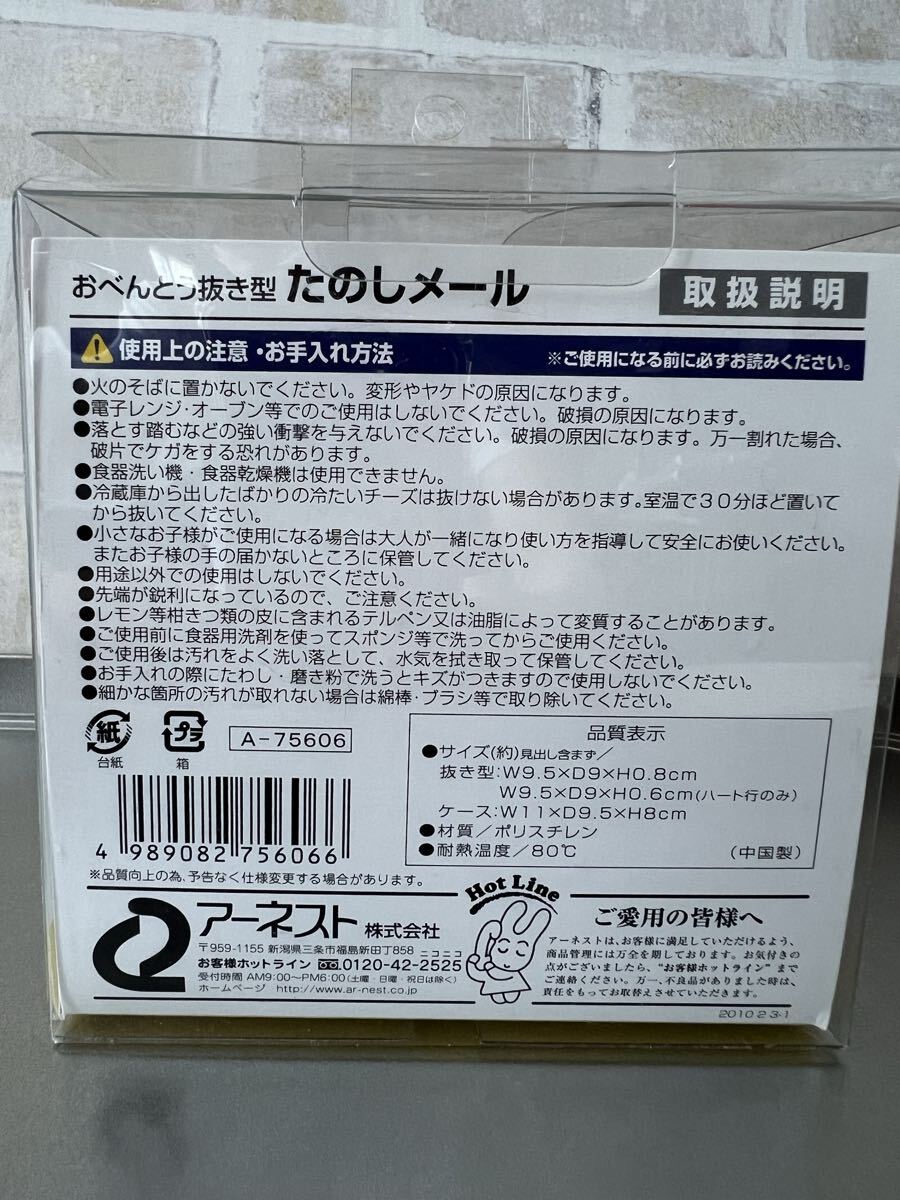 おべんとう抜き型 たのしメール 取扱説明
使用上の注意・お手入れ方法 ※ご使用になる前に必ずお読みください。
●火のそばに置かないでください。変形やヤケドの原因になります。
●電子レンジ・オーブン等でのご使用はしないでください。破損の原因になります。
●落とす踏むなどの強い衝撃を与えないでください。破損の原因になります。万一割れた場合、
破片でケガをする恐れがあります。
●食器洗い機・食器乾燥機は使用できません。
●冷蔵庫から出したばかりの冷たいチーズは抜けない場合があります。室温で30分ほど置いて
から抜いてください。
●小さなお子様がご使用になる場合は大人が一緒になり使い方を指導して安全にお使いください。
またお子様の手の届かないところに保管してください。
●用途以外での使用はしないでください。
●先端が鋭利になっているので、ご注意ください。
●レモン等柑きつ類の皮に含まれるテルペン又は油脂によって変質することがあります。
●ご使用前に食器用洗剤を使ってスポンジ等で洗ってからご使用ください。
●ご使用後は汚れをよく洗い落として、水気を拭き取って保管してください。
●お手入れの際にたわし・磨き粉で洗うとキズがつきますので使用しないでください。
●細かな箇所の汚れが取れない場合は綿棒・ブラシ等で取り除いてください。
紙
台紙
プラ
箱
A-75606
4 989082 756066
※品質向上の為、予告なく仕様変更する場合があります。
品質表示
●サイズ(約)見出し含まず/
抜き型:W9.5×D9×H0.8cm
W9.5×D9×H0.6cm(ハート行のみ)
ケース:W11×D9.5×H8cm
●材質/ポリスチレン
●耐熱温度/80℃ (中国製)
アーネスト株式会社
〒959-1155 新潟県三条市福島新田丁858 ニコニコ
お客様ホットライン 0120-42-2525
受付時間 AM9:00〜PM6:00(土曜・日曜・祝日は除く)
ホームページ http://www.ar-nest.co.jp
Hot Line
ご愛用の皆様へ
アーネストは、お客様に満足していただけるよう、
商品管理には万全を期しております。お気付きの
点がございましたら、"お客様ホットライン"まで
ご連絡ください。万一、不良品がありました時は、
責任をもってお取替えさせていただきます。
2010 2 3-1